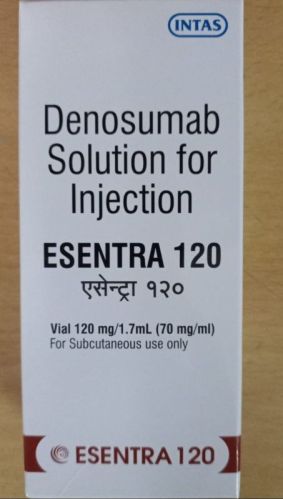 INTAS
Denosumab
Solution for
Injection
ESENTRA 120
एसेन्ट्रा १२०
Vial 120 mg/1.7mL (70 mg/ml)
For Subcutaneous use only
ESENTRA 120